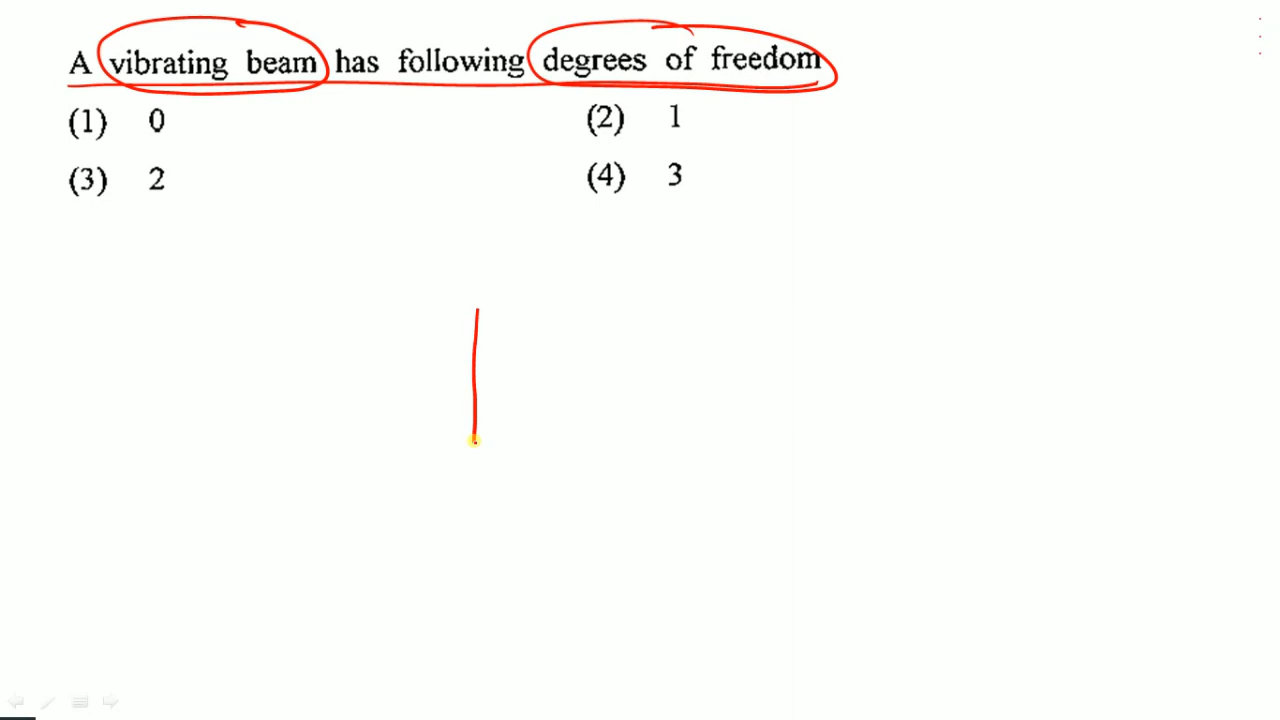 A vibrating beam has following degrees of freedom
(1) 0 (2) 1
(3) 2 (4) 3